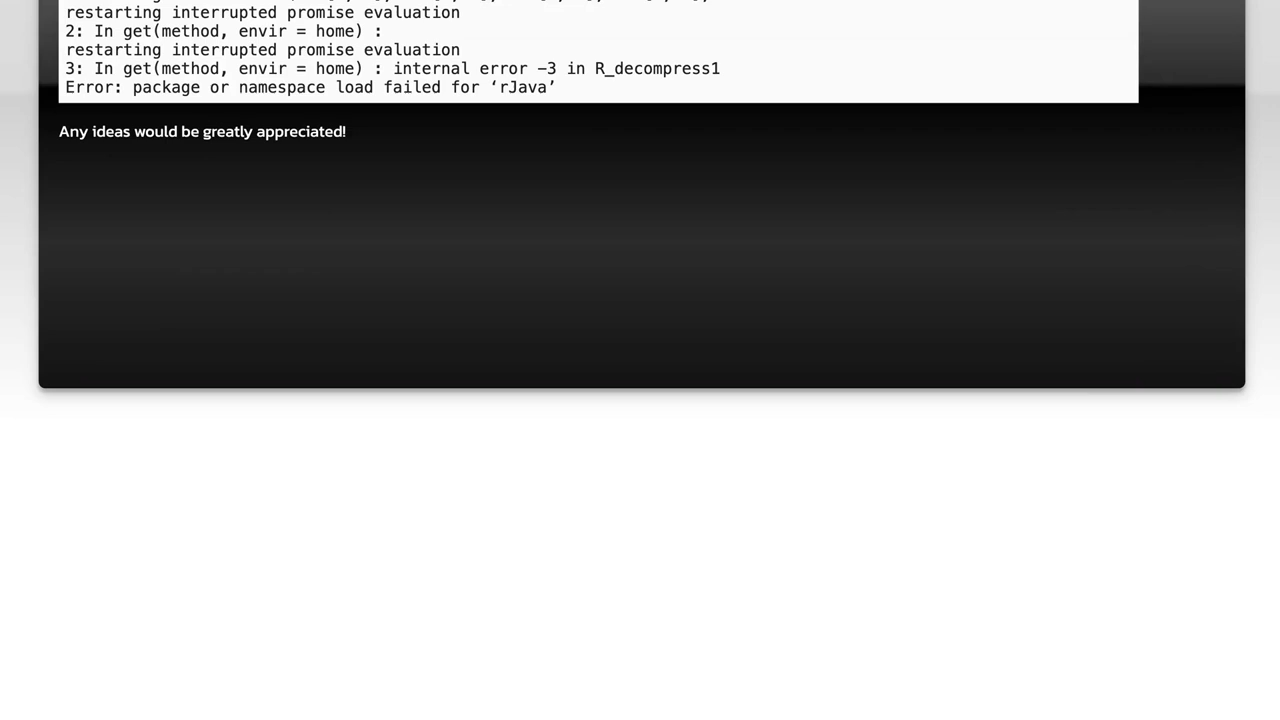 restarting interrupted promise evaluation
2: In get(method, envir = home) :
restarting interrupted promise evaluation
3: In get(method, envir = home) : internal error -3 in R_decompress1
Error: package or namespace load failed for ‘rJava’
Any ideas would be greatly appreciated!